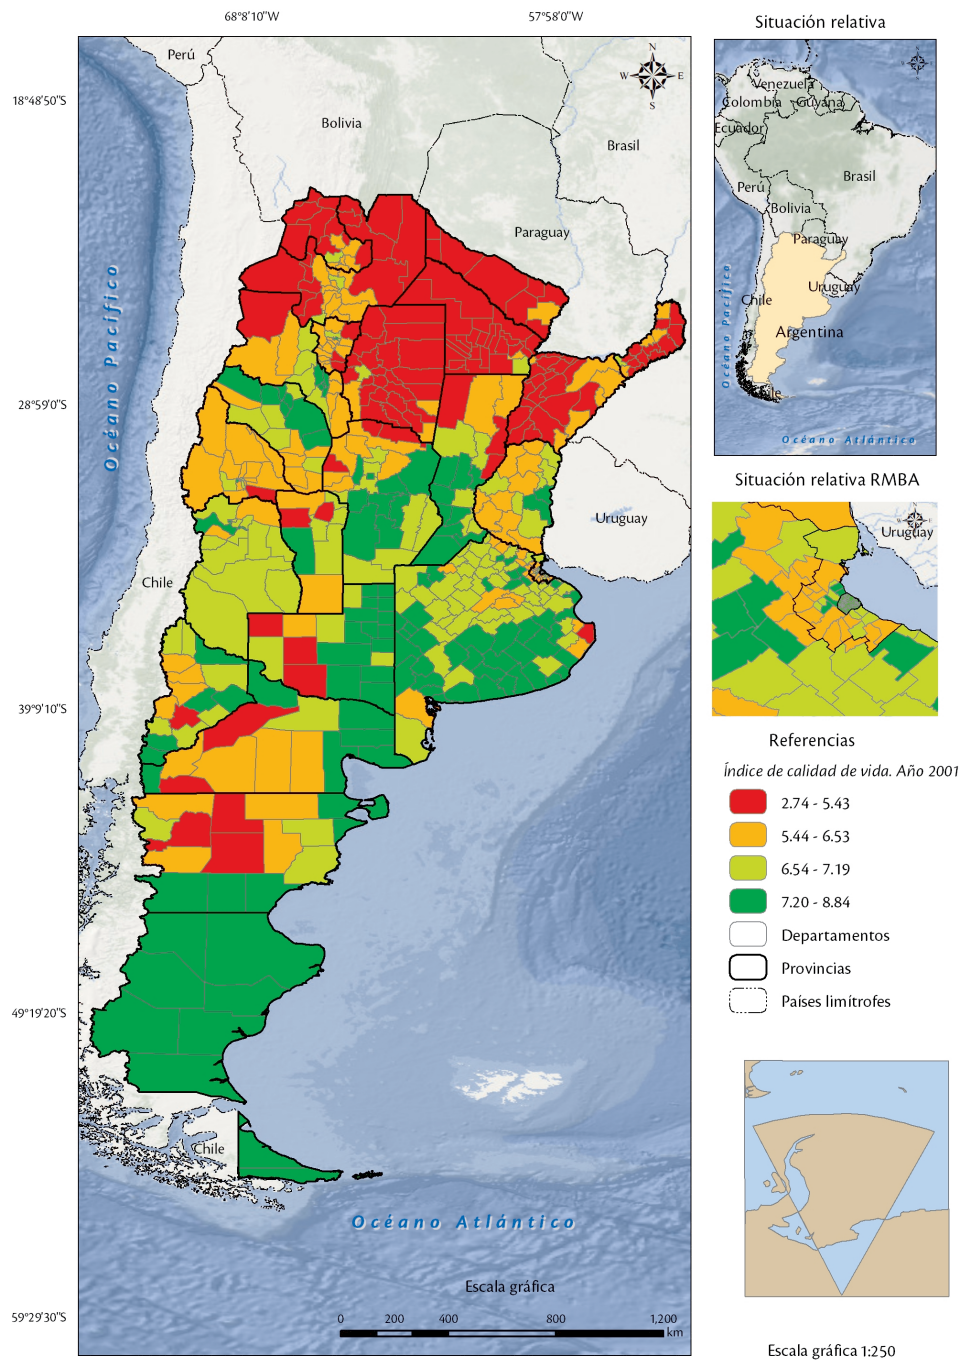 68°8'10"W
57°58'0"W
18°48'50"S
28°59'0"S
39°9'10"S
49°19'20"S
59°29'30"S
Perú
Bolivia
Brasil
Paraguay
Uruguay
Chile
Chile
N
W
E
S
Océano Pacífico
Océano Atlántico
Escala gráfica
0
200
400
800
1,200
km
Situación relativa
Venezuela
Colombia
Guyana
Ecuador
Brasil
Perú
Bolivia
Paraguay
Uruguay
Chile
Argentina
Océano Pacífico
Océano Atlántico
Situación relativa RMBA
Uruguay
Referencias
Índice de calidad de vida. Año 2001
2.74 - 5.43
5.44 - 6.53
6.54 - 7.19
7.20 - 8.84
Departamentos
Provincias
Países limítrofes
Escala gráfica 1:250